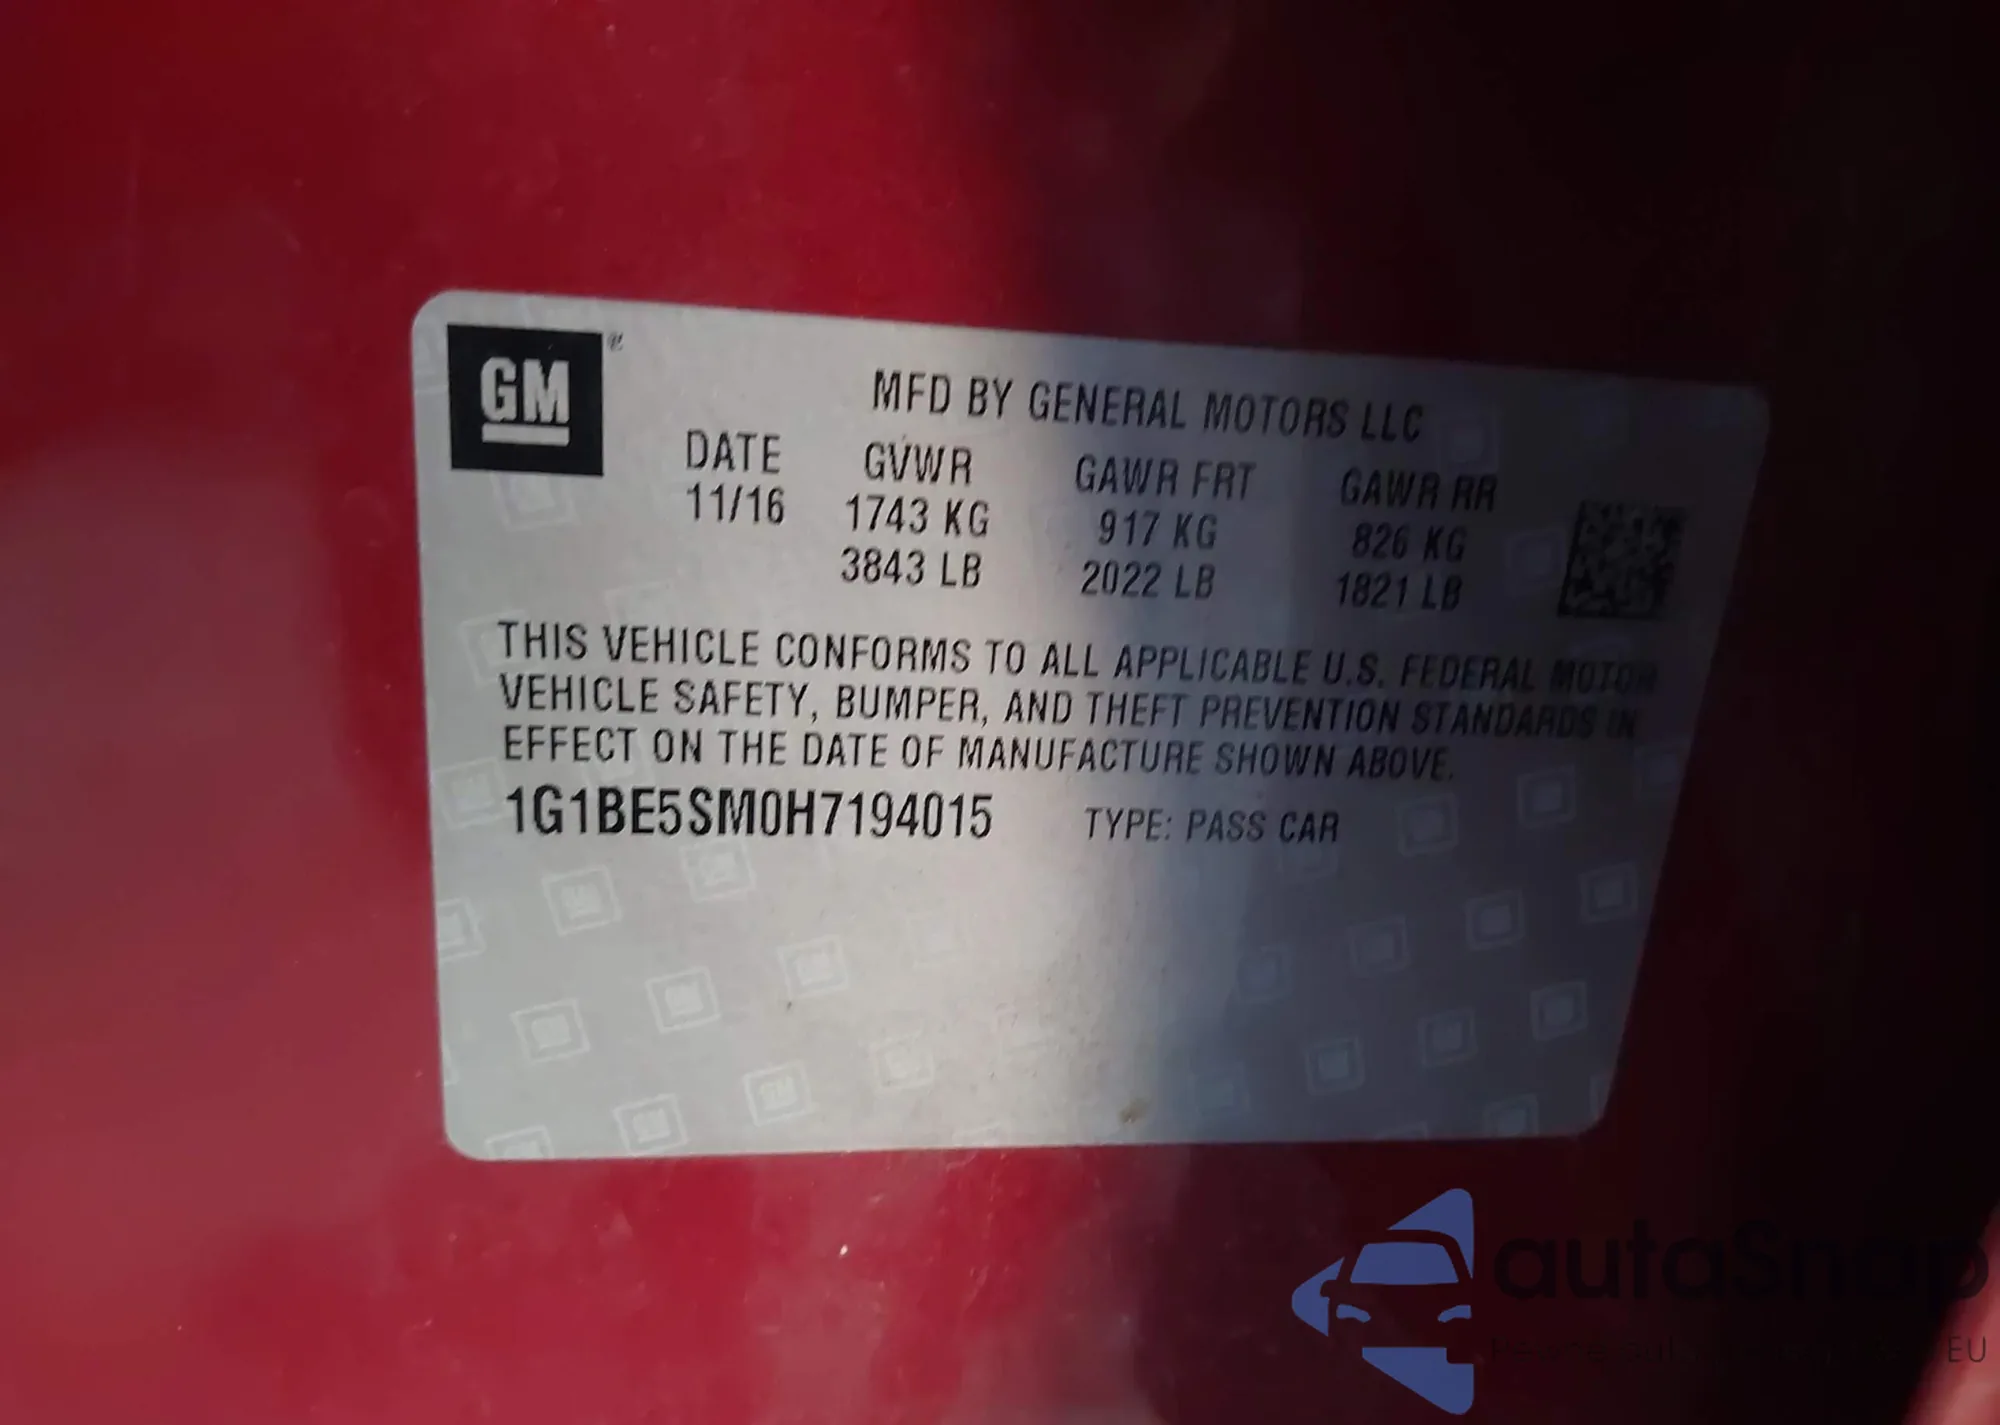 GM
MFD BY GENERAL MOTORS LLC
DATE GVWR GAWR FRT GAWR RR
11/16 1743 KG 917 KG 826 KG
3843 LB 2022 LB 1821 LB
THIS VEHICLE CONFORMS TO ALL APPLICABLE U.S. FEDERAL MOTOR
VEHICLE SAFETY, BUMPER, AND THEFT PREVENTION STANDARDS IN
EFFECT ON THE DATE OF MANUFACTURE SHOWN ABOVE.
1G1BE5SM0H7194015 TYPE: PASS CAR
autoSnap
EU